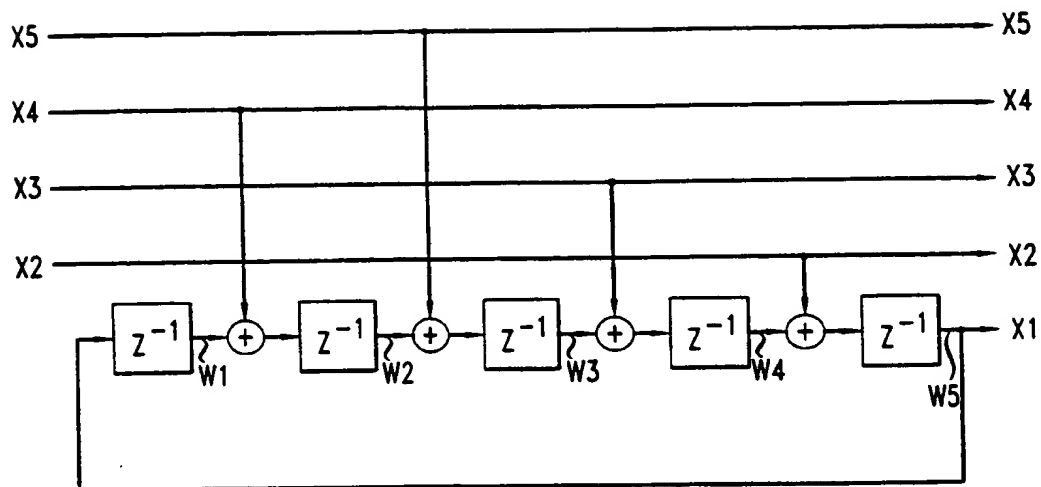 X5 X5
X4 X4
X3 X3
X2 X2
z⁻¹ + z⁻¹ + z⁻¹ + z⁻¹ + z⁻¹ X1
W1 W2 W3 W4 W5